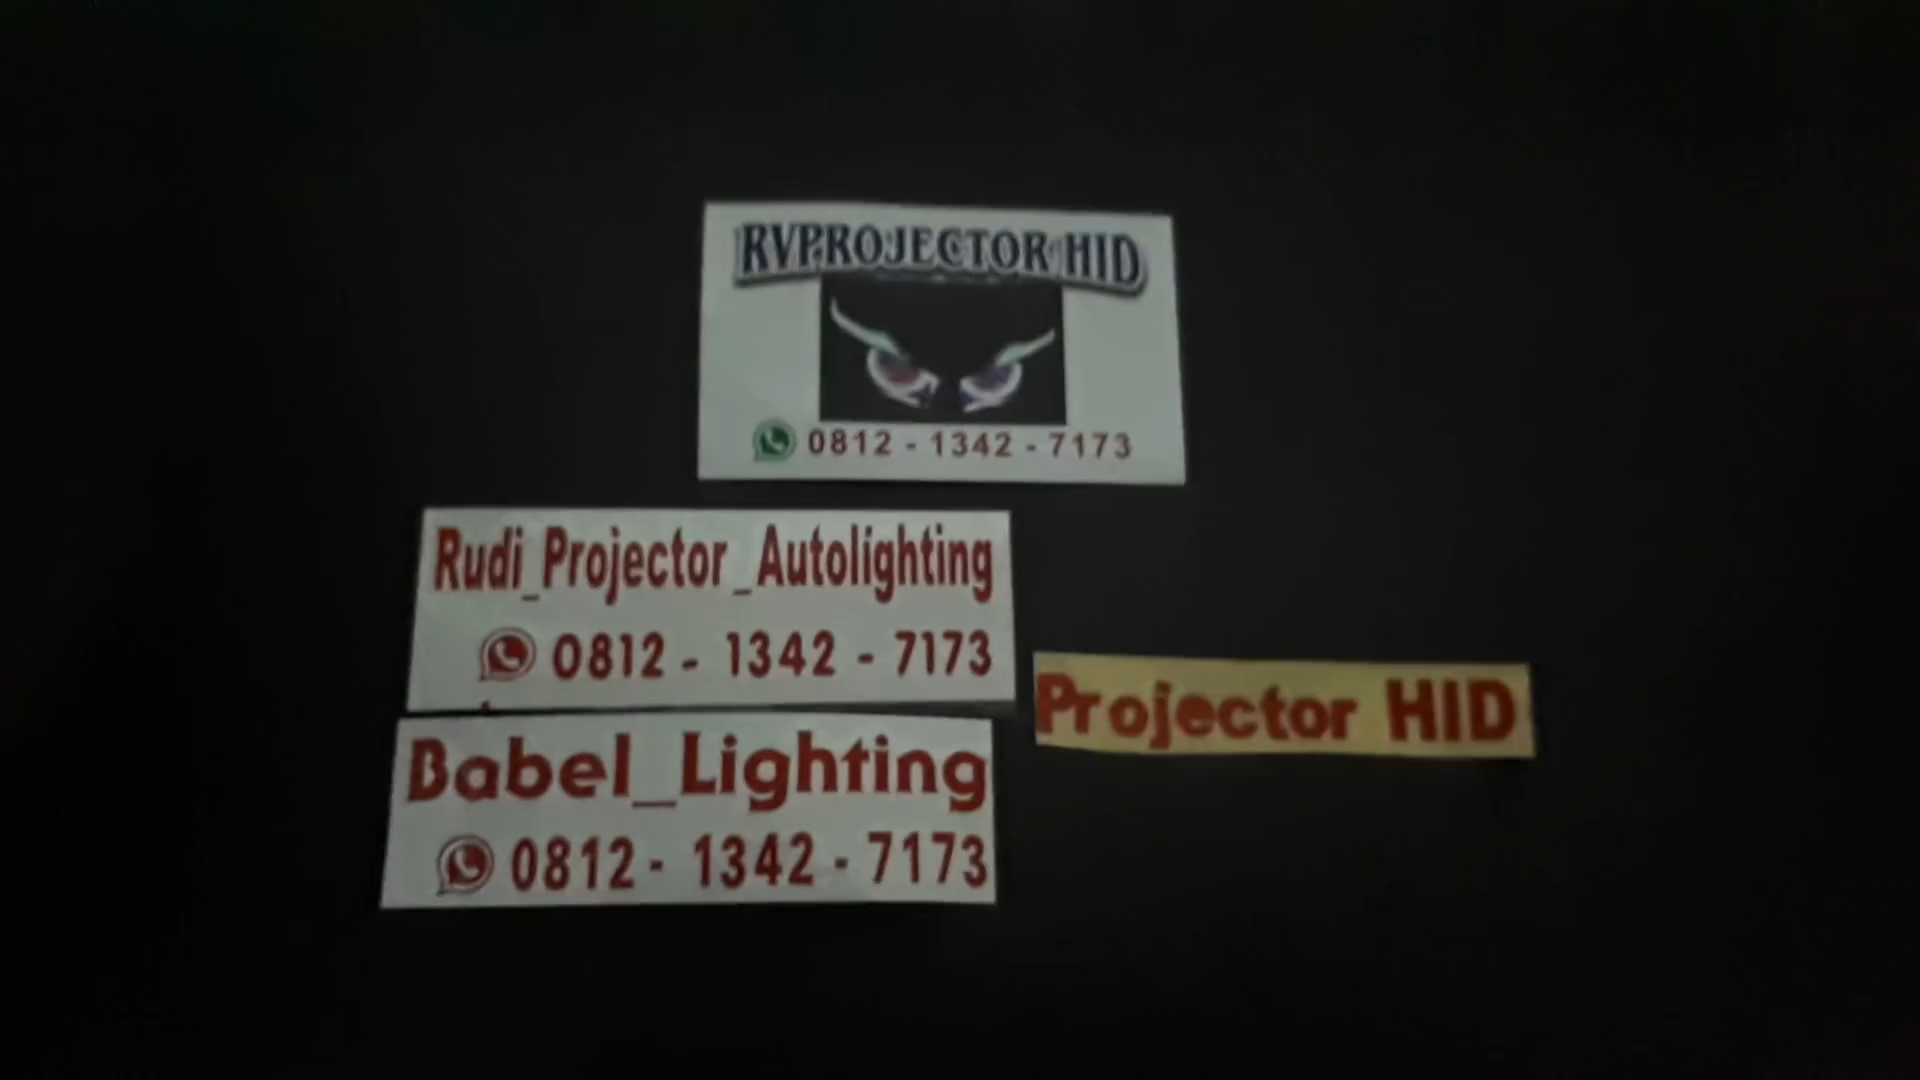 RVPROJECTOR HID
0812 - 1342 - 7173
Rudi_Projector_Autolighting
0812 - 1342 - 7173
Projector HID
Babel_Lighting
0812 - 1342 - 7173